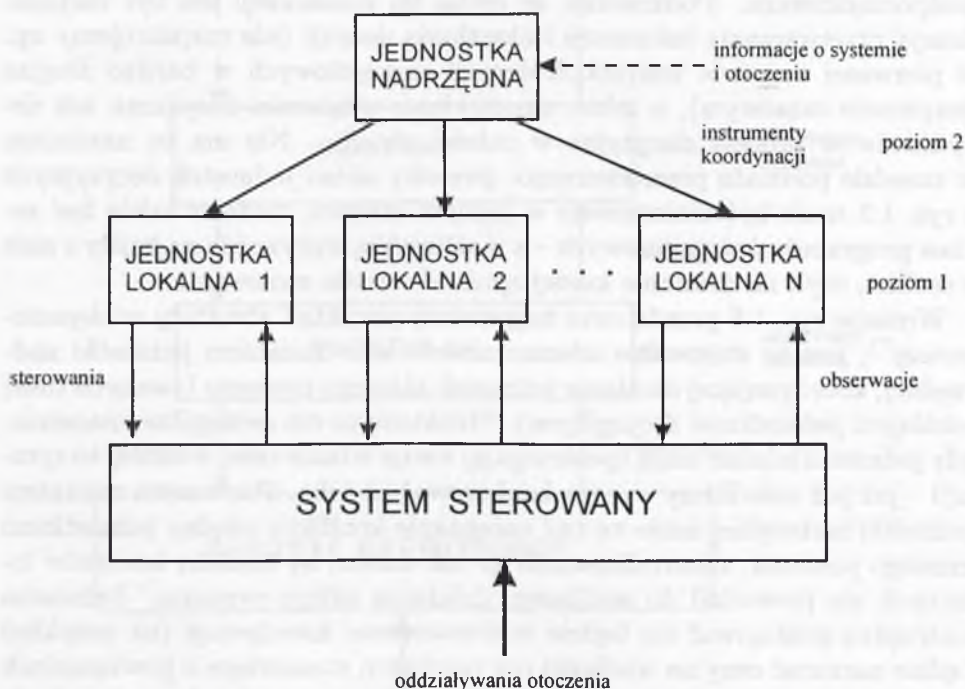 JEDNOSTKA
NADRZĘDNA
informacje o systemie
i otoczeniu
instrumenty
koordynacji
poziom 2
JEDNOSTKA
LOKALNA 1
JEDNOSTKA
LOKALNA 2
. . .
JEDNOSTKA
LOKALNA N
poziom 1
sterowania
obserwacje
SYSTEM STEROWANY
oddziaływania otoczenia